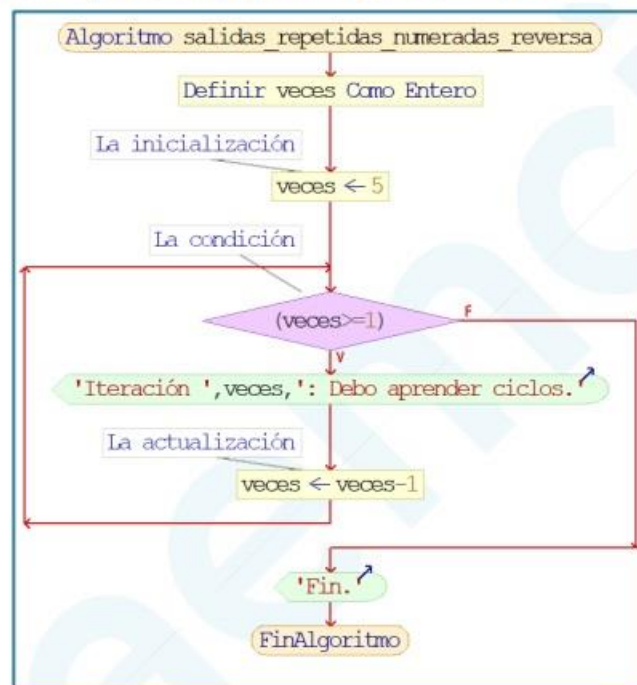 Algoritmo salidas_repetidas_numeradas_reversa
Definir veces Como Entero
La inicialización
veces ← 5
La condición
(veces>=1)
F
V
'Iteración ',veces,': Debo aprender ciclos.'
La actualización
veces ← veces-1
'Fin.'
FinAlgoritmo